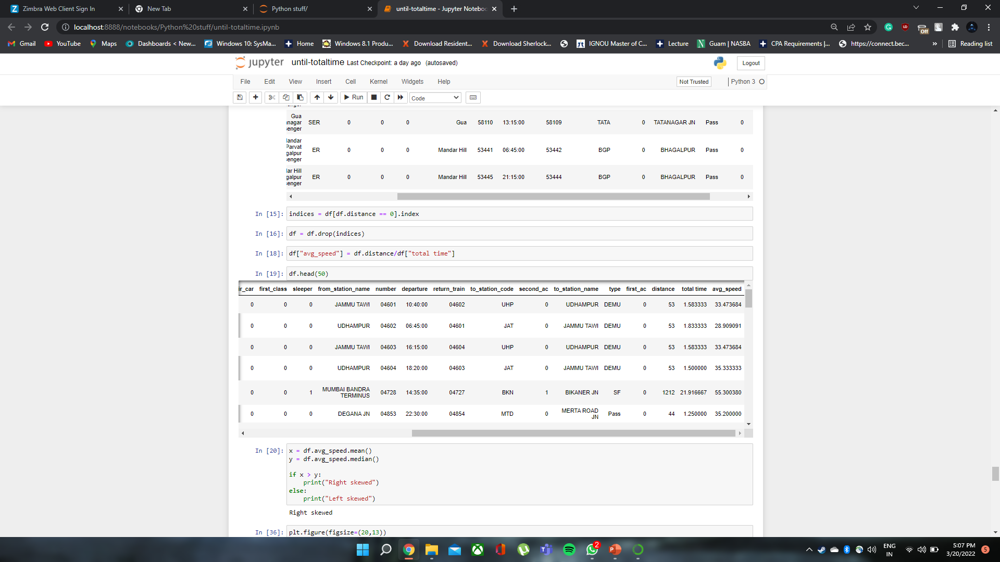 Zimbra Web Client Sign In
New Tab
Python stuff/
until-totaltime - Jupyter Noteboo
localhost:8888/notebooks/Python%20stuff/until-totaltime.ipynb
Off
Gmail YouTube Maps Dashboards < New... Windows 10: SysMa... Home Windows 8.1 Produ... Download Resident... Download Sherlock... IGNOU Master of C... Lecture Guam | NASBA CPA Requirements |... https://connect.bec... » Reading list
jupyter until-totaltime Last Checkpoint: a day ago (autosaved) Logout
File Edit View Insert Cell Kernel Widgets Help Not Trusted Python 3
Run Code
Gua
anagar SER 0 0 0 Gua 58110 13:15:00 58109 TATA 0 TATANAGAR JN Pass 0
senger
Mandar
Parvat
galpur ER 0 0 0 Mandar Hill 53441 06:45:00 53442 BGP 0 BHAGALPUR Pass 0
senger
dar Hill
galpur ER 0 0 0 Mandar Hill 53445 21:15:00 53444 BGP 0 BHAGALPUR Pass 0
senger
In [15]: indices = df[df.distance == 0].index
In [16]: df = df.drop(indices)
In [18]: df["avg_speed"] = df.distance/df["total time"]
In [19]: df.head(50)
ir_car first_class sleeper from_station_name number departure return_train to_station_code second_ac to_station_name type first_ac distance total time avg_speed
0 0 0 JAMMU TAWI 04601 10:40:00 04602 UHP 0 UDHAMPUR DEMU 0 53 1.583333 33.473684
0 0 0 UDHAMPUR 04602 06:45:00 04601 JAT 0 JAMMU TAWI DEMU 0 53 1.833333 28.909091
0 0 0 JAMMU TAWI 04603 16:15:00 04604 UHP 0 UDHAMPUR DEMU 0 53 1.583333 33.473684
0 0 0 UDHAMPUR 04604 18:20:00 04603 JAT 0 JAMMU TAWI DEMU 0 53 1.500000 35.333333
0 0 1 MUMBAI BANDRA TERMINUS 04728 14:35:00 04727 BKN 1 BIKANER JN SF 0 1212 21.916667 55.300380
0 0 0 DEGANA JN 04853 22:30:00 04854 MTD 0 MERTA ROAD JN Pass 0 44 1.250000 35.200000
In [20]: x = df.avg_speed.mean()
y = df.avg_speed.median()
if x > y:
print("Right skewed")
else:
print("Left skewed")
Right skewed
In [36]: plt.figure(figsize=(20,13))
2
ENG
IN
5:07 PM
3/20/2022
5